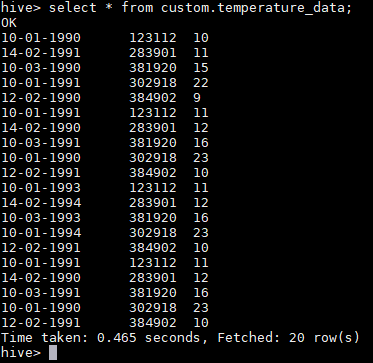 hive> select * from custom.temperature_data;
OK
10-01-1990 123112 10
14-02-1991 283901 11
10-03-1990 381920 15
10-01-1991 302918 22
12-02-1990 384902 9
10-01-1991 123112 11
14-02-1990 283901 12
10-03-1991 381920 16
10-01-1990 302918 23
12-02-1991 384902 10
10-01-1993 123112 11
14-02-1994 283901 12
10-03-1993 381920 16
10-01-1994 302918 23
12-02-1991 384902 10
10-01-1991 123112 11
14-02-1990 283901 12
10-03-1991 381920 16
10-01-1990 302918 23
12-02-1991 384902 10
Time taken: 0.465 seconds, Fetched: 20 row(s)
hive>